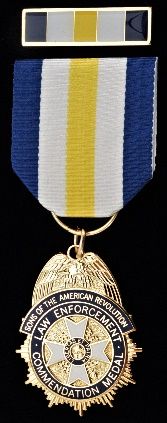 SONS OF THE AMERICAN REVOLUTION
LAW ENFORCEMENT
COMMENDATION MEDAL